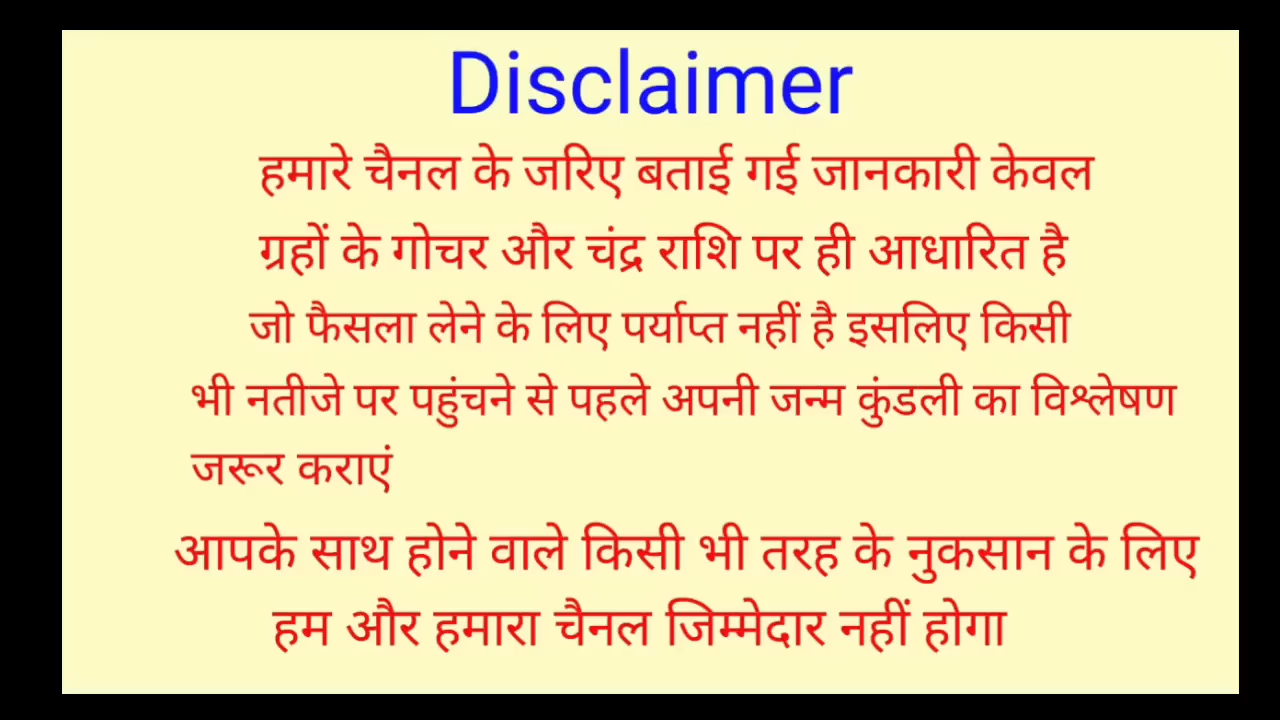 Disclaimer
हमारे चैनल के जरिए बताई गई जानकारी केवल
ग्रहों के गोचर और चंद्र राशि पर ही आधारित है
जो फैसला लेने के लिए पर्याप्त नहीं है इसलिए किसी
भी नतीजे पर पहुंचने से पहले अपनी जन्म कुंडली का विश्लेषण
जरूर कराएं
आपके साथ होने वाले किसी भी तरह के नुकसान के लिए
हम और हमारा चैनल जिम्मेदार नहीं होगा